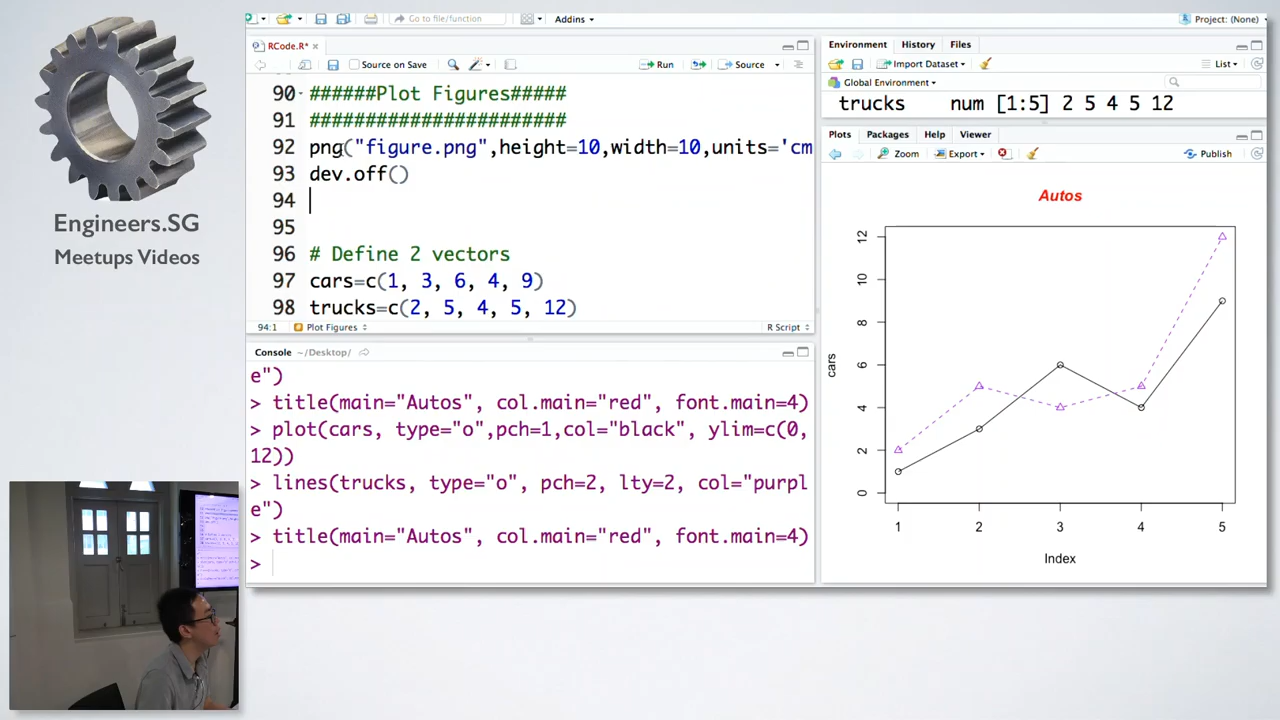 Engineers.SG
Meetups Videos
Go to file/function
Addins
Project: (None)
RCode.R*
Source on Save
Run
Source
90 ######Plot Figures#####
91 ######################
92 png("figure.png",height=10,width=10,units='cm
93 dev.off()
94
95
96 # Define 2 vectors
97 cars=c(1, 3, 6, 4, 9)
98 trucks=c(2, 5, 4, 5, 12)
94:1
Plot Figures
R Script
Console ~/Desktop/
e")
> title(main="Autos", col.main="red", font.main=4)
> plot(cars, type="o",pch=1,col="black", ylim=c(0,
12))
> lines(trucks, type="o", pch=2, lty=2, col="purpl
e")
> title(main="Autos", col.main="red", font.main=4)
>
Environment History Files
Import Dataset
List
Global Environment
trucks num [1:5] 2 5 4 5 12
Plots Packages Help Viewer
Zoom Export Publish
Autos
12
10
8
6
4
2
0
cars
1 2 3 4 5
Index